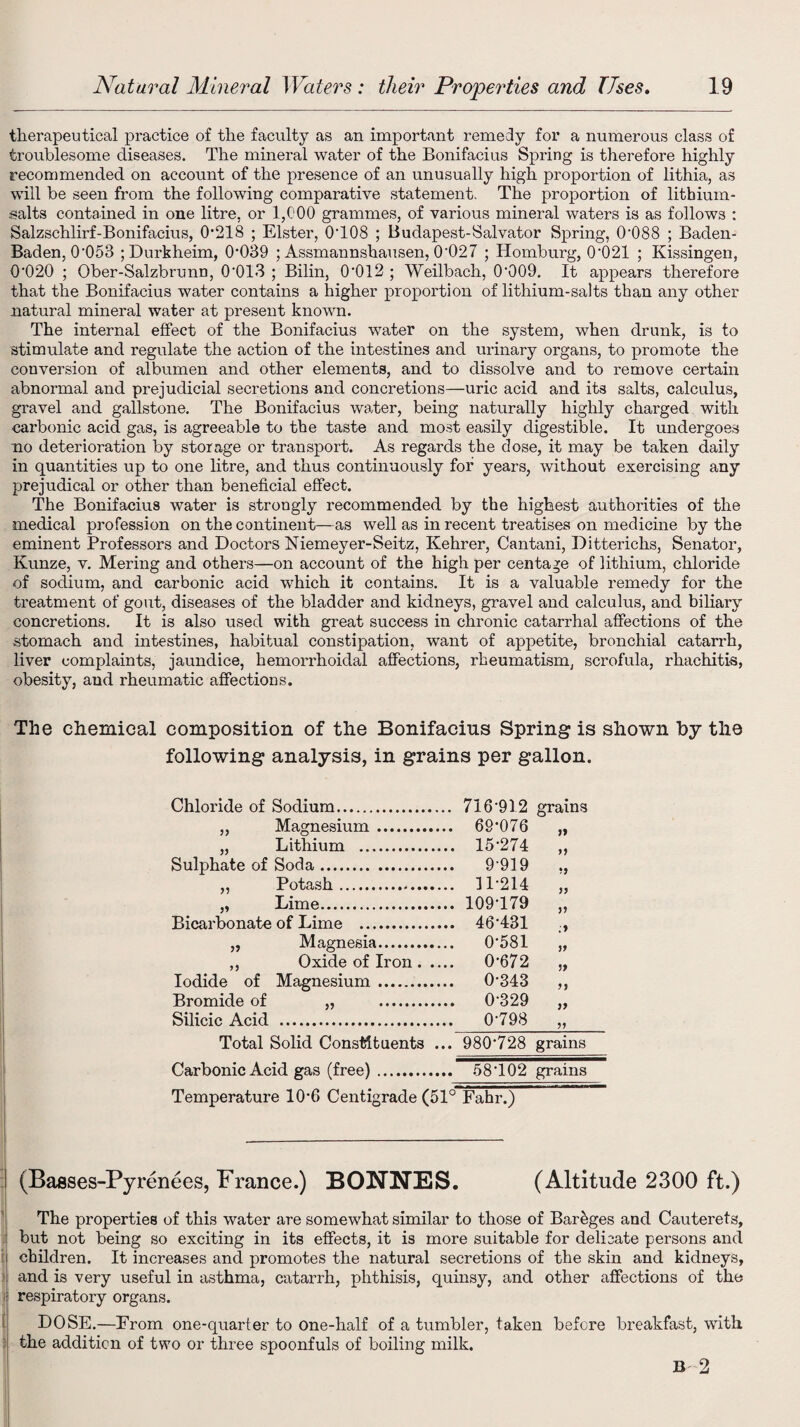 Natural Mineral Waters: their Properties and Uses. 19
therapeutical practice of the faculty as an important remedy for a numerous class of
troublesome diseases. The mineral water of the Bonifacius Spring is therefore highly
recommended on account of the presence of an unusually high proportion of lithia, as
will be seen from the following comparative statement. The proportion of lithium-
salts contained in one litre, or 1,000 grammes, of various mineral waters is as follows :
Salzschlirf-Bonifacius, 0·218 ; Elster, 0·108 ; Budapest-Salvator Spring, 0·088 ; Baden-
Baden, 0·053 ; Durkheim, 0·039 ; Assmannshausen, 0·027 ; Homburg, 0·021 ; Kissingen,
0·020 ; Ober-Salzbrunn, 0·013 ; Bilin, 0·012 ; Weilbach, 0·009. It appears therefore
that the Bonifacius water contains a higher proportion of lithium-salts than any other
natural mineral water at present known.
The internal effect of the Bonifacius water on the system, when drunk, is to
stimulate and regulate the action of the intestines and urinary organs, to promote the
conversion of albumen and other elements, and to dissolve and to remove certain
abnormal and prejudicial secretions and concretions—uric acid and its salts, calculus,
gravel and gallstone. The Bonifacius water, being naturally highly charged with
carbonic acid gas, is agreeable to the taste and most easily digestible. It undergoes
no deterioration by storage or transport. As regards the dose, it may be taken daily
in quantities up to one litre, and thus continuously for years, without exercising any
prejudical or other than beneficial effect.
The Bonifacius water is strongly recommended by the highest authorities of the
medical profession on the continent—as well as in recent treatises on medicine by the
eminent Professors and Doctors Niemeyer-Seitz, Kehrer, Cantani, Ditterichs, Senator,
Kunze, v. Mering and others—on account of the high per centage of lithium, chloride
of sodium, and carbonic acid which it contains. It is a valuable remedy for the
treatment of gout, diseases of the bladder and kidneys, gravel and calculus, and biliary
concretions. It is also used with great success in chronic catarrhal affections of the
stomach and intestines, habitual constipation, want of appetite, bronchial catarrh,
liver complaints, jaundice, hemorrhoidal affections, rheumatism, scrofula, rhachitis,
obesity, and rheumatic affections.
The chemical composition of the Bonifacius Spring is shown by the
following analysis, in grains per gallon.
Chloride of Sodium.................... 716·912 grains
„ Magnesium ............. 69·076 „
„ Lithium ................ 15·274 „
Sulphate of Soda ....................... 9·919 „
„ Potash ..................... 11·214 „
„ Lime....................... 109·179 „
Bicarbonate of Lime ................ 46·431 „
„ Magnesia............. 0·581 „
„ Oxide of Iron ..... 0·672 „
Iodide of Magnesium ............. 0·343 „
Bromide of „ ............ 0·329 „
Silicic Acid .............................. 0·798 „
Total Solid Constituents ... 980·728 grains
Carbonic Acid gas (free) ............. 58·102 grains
Temperature 10·6 Centigrade (51° Fahr.)
(Basses-Pyrénées, France.) BONNES. (Altitude 2300 ft.)
The properties of this water are somewhat similar to those of Barèges and Cauterets,
but not being so exciting in its effects, it is more suitable for delicate persons and
children. It increases and promotes the natural secretions of the skin and kidneys,
and is very useful in asthma, catarrh, phthisis, quinsy, and other affections of the
respiratory organs.
DOSE.—From one-quarter to one-half of a tumbler, taken before breakfast, with
the addition of two or three spoonfuls of boiling milk.
B 2